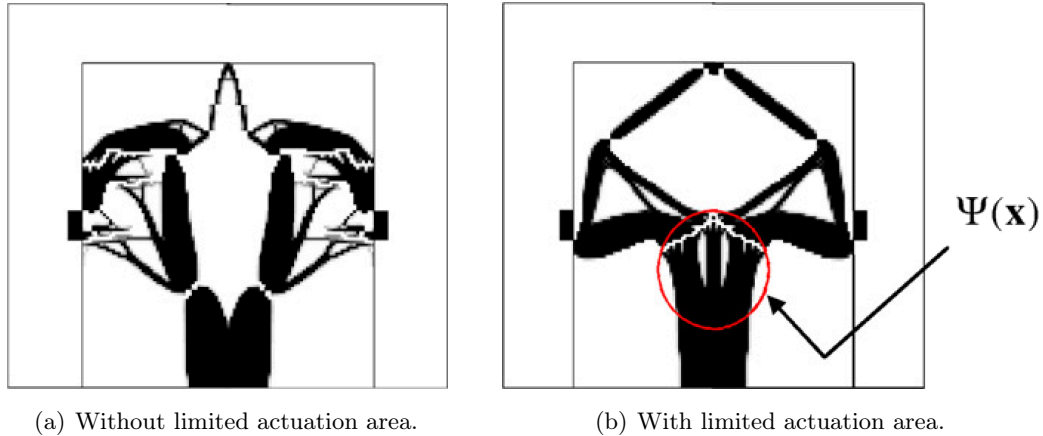 Ψ(x)
(a) Without limited actuation area.
(b) With limited actuation area.